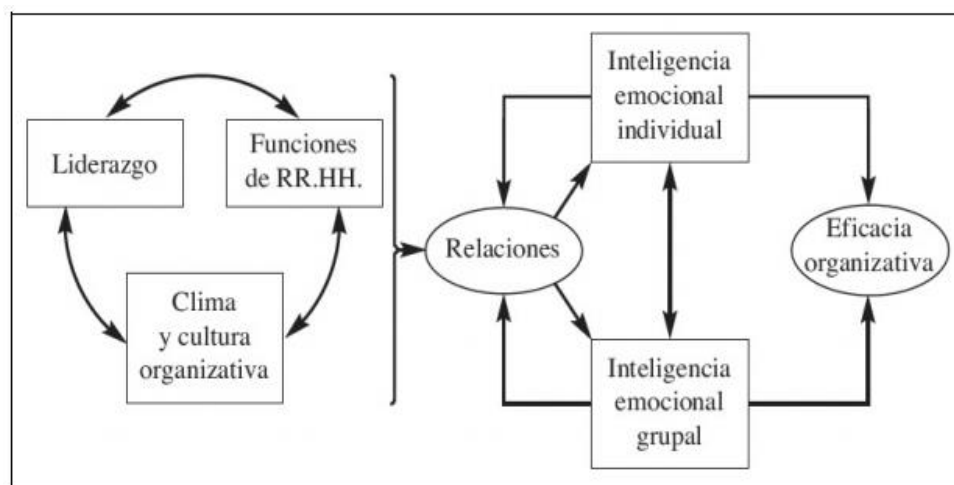 Liderazgo
Funciones
de RR.HH.
Clima
y cultura
organizativa
Relaciones
Inteligencia
emocional
individual
Inteligencia
emocional
grupal
Eficacia
organizativa